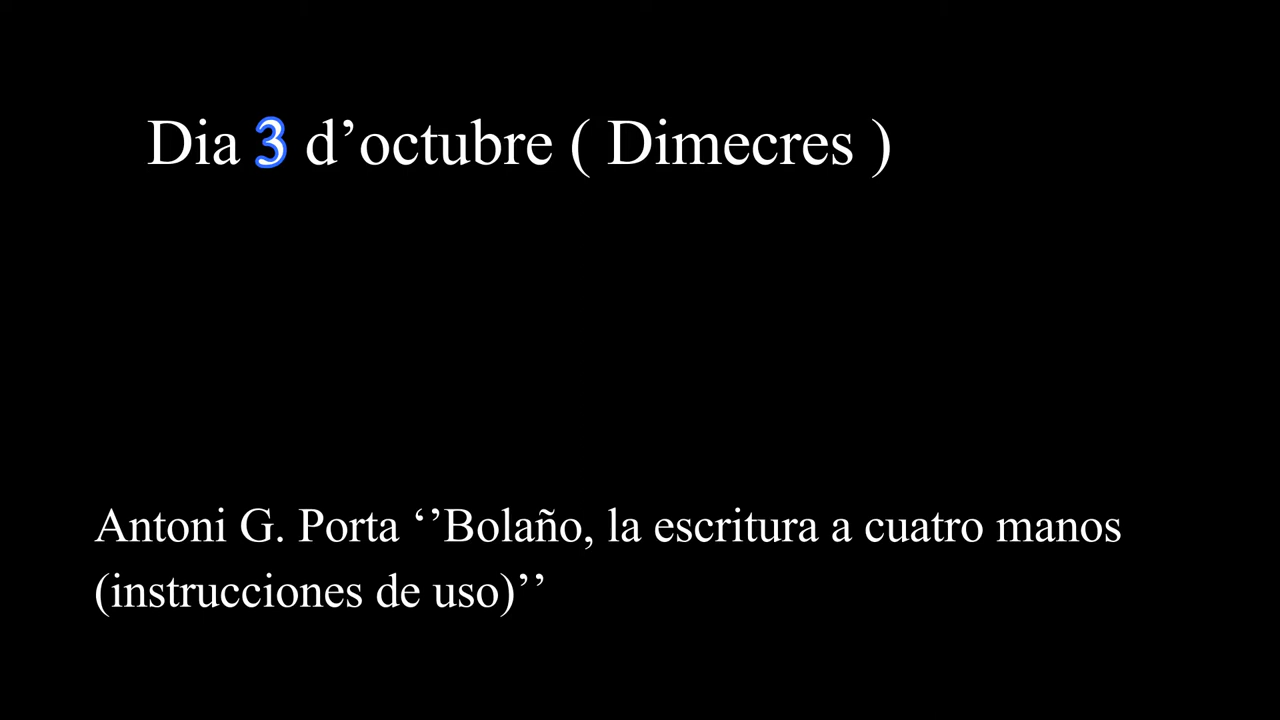 Dia 3 d’octubre ( Dimecres )
Antoni G. Porta ‘’Bolaño, la escritura a cuatro manos
(instrucciones de uso)’’